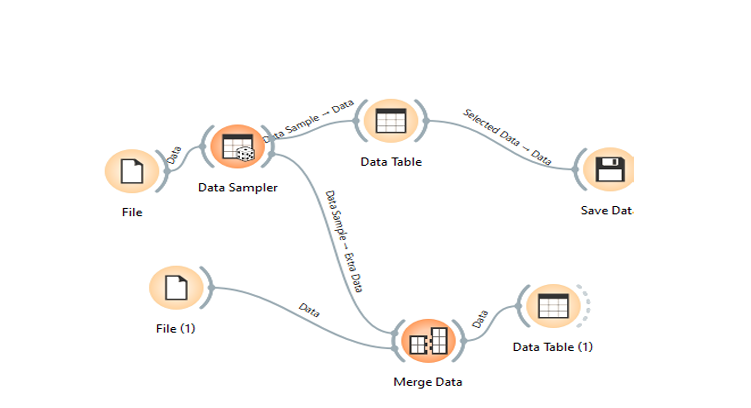 Data Sample → Data
Selected Data → Data
Data
Data Table
Data Sampler
File
Save Dat
Data Sample → Extra Data
Data
Data
File (1)
Data Table (1)
Merge Data